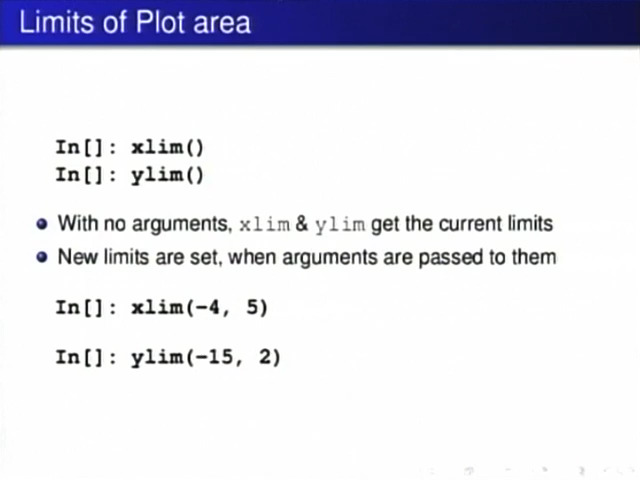 Limits of Plot area
In[]: xlim()
In[]: ylim()
With no arguments, xlim & ylim get the current limits
New limits are set, when arguments are passed to them
In[]: xlim(-4, 5)
In[]: ylim(-15, 2)